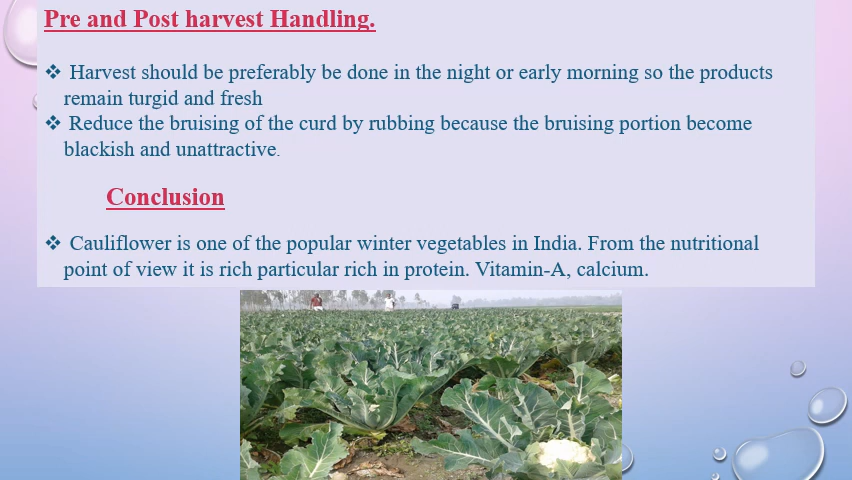 Pre and Post harvest Handling.
❖ Harvest should be preferably be done in the night or early morning so the products
remain turgid and fresh
❖ Reduce the bruising of the curd by rubbing because the bruising portion become
blackish and unattractive.
Conclusion
❖ Cauliflower is one of the popular winter vegetables in India. From the nutritional
point of view it is rich particular rich in protein. Vitamin-A, calcium.